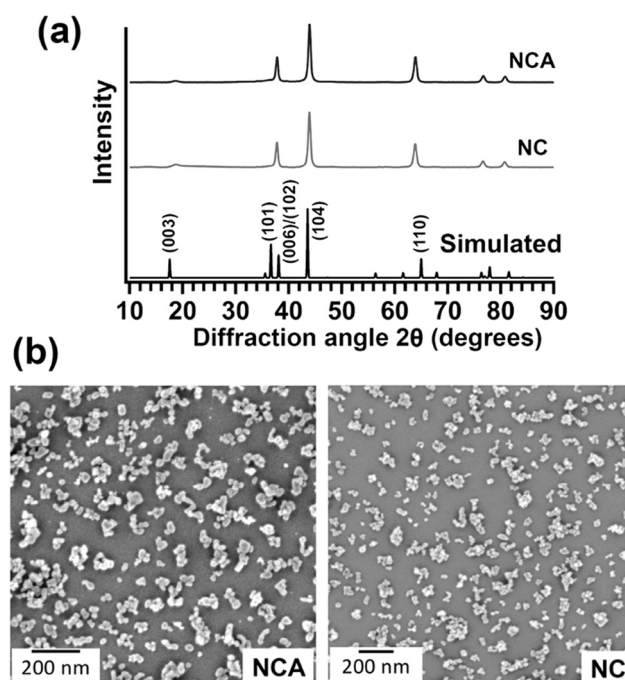 (a)
NCA
NC
Intensity
(003)
(101)
(006)/(102)
(104)
(110)
Simulated
10 20 30 40 50 60 70 80 90
Diffraction angle 2θ (degrees)
(b)
200 nm
NCA
200 nm
NC